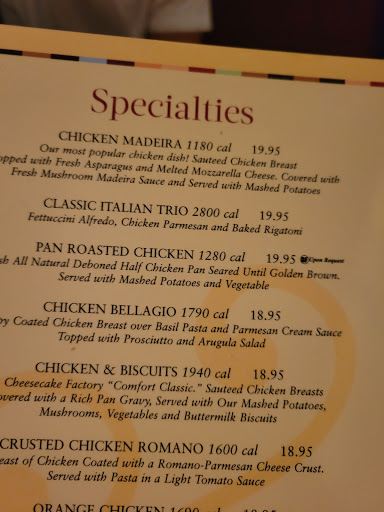 Specialties
CHICKEN MADEIRA 1180 cal 19.95
Our most popular chicken dish! Sauteed Chicken Breast
opped with Fresh Asparagus and Melted Mozzarella Cheese. Covered with
Fresh Mushroom Madeira Sauce and Served with Mashed Potatoes
CLASSIC ITALIAN TRIO 2800 cal 19.95
Fettuccini Alfredo, Chicken Parmesan and Baked Rigatoni
PAN ROASTED CHICKEN 1280 cal 19.95 Upon Request
sh All Natural Deboned Half Chicken Pan Seared Until Golden Brown.
Served with Mashed Potatoes and Vegetable
CHICKEN BELLAGIO 1790 cal 18.95
py Coated Chicken Breast over Basil Pasta and Parmesan Cream Sauce
Topped with Prosciutto and Arugula Salad
CHICKEN & BISCUITS 1940 cal 18.95
Cheesecake Factory "Comfort Classic." Sauteed Chicken Breasts
overed with a Rich Pan Gravy, Served with Our Mashed Potatoes,
Mushrooms, Vegetables and Buttermilk Biscuits
CRUSTED CHICKEN ROMANO 1600 cal 18.95
east of Chicken Coated with a Romano-Parmesan Cheese Crust.
Served with Pasta in a Light Tomato Sauce
ORANGE CHICKEN